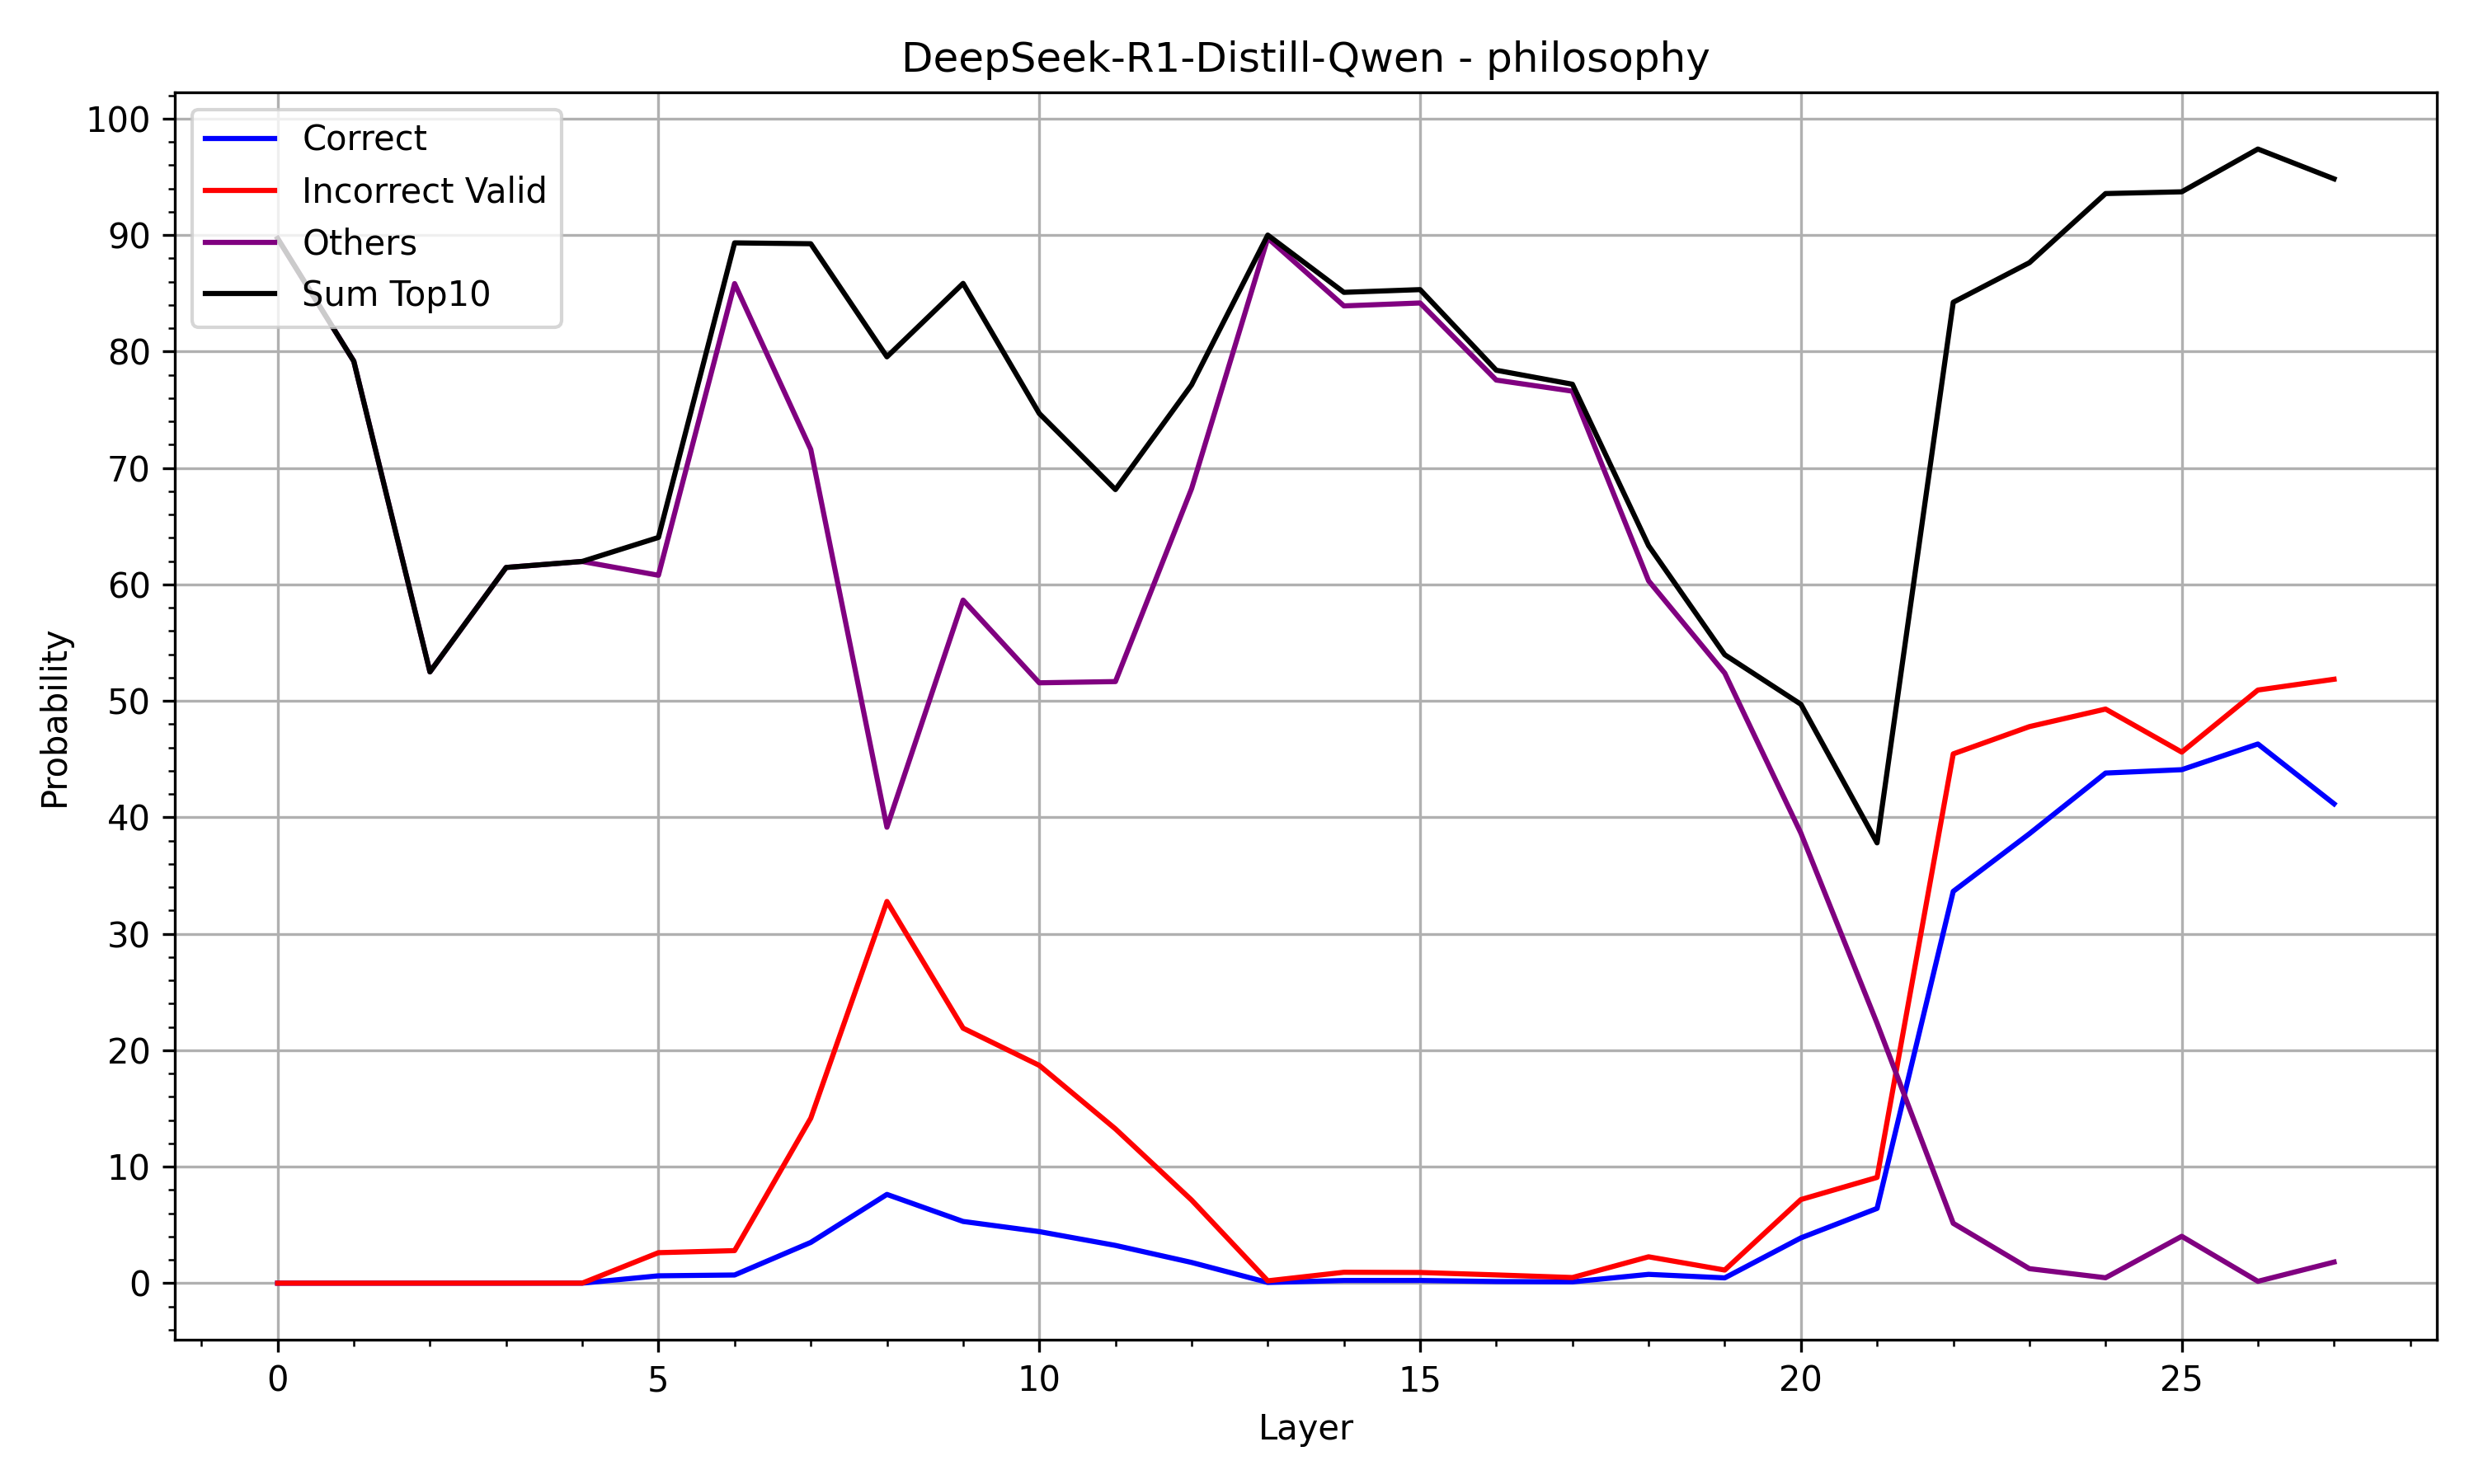 DeepSeek-R1-Distill-Qwen - philosophy
Correct
Incorrect Valid
Others
Sum Top10
Probability
100
90
80
70
60
50
40
30
20
10
0
0 5 10 15 20 25
Layer